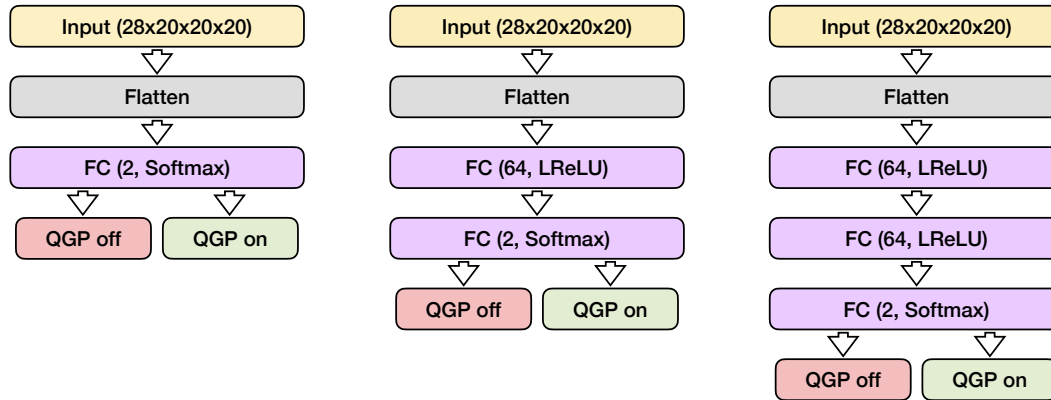 Input (28x20x20x20)
Flatten
FC (2, Softmax)
QGP off
QGP on
Input (28x20x20x20)
Flatten
FC (64, LReLU)
FC (2, Softmax)
QGP off
QGP on
Input (28x20x20x20)
Flatten
FC (64, LReLU)
FC (64, LReLU)
FC (2, Softmax)
QGP off
QGP on